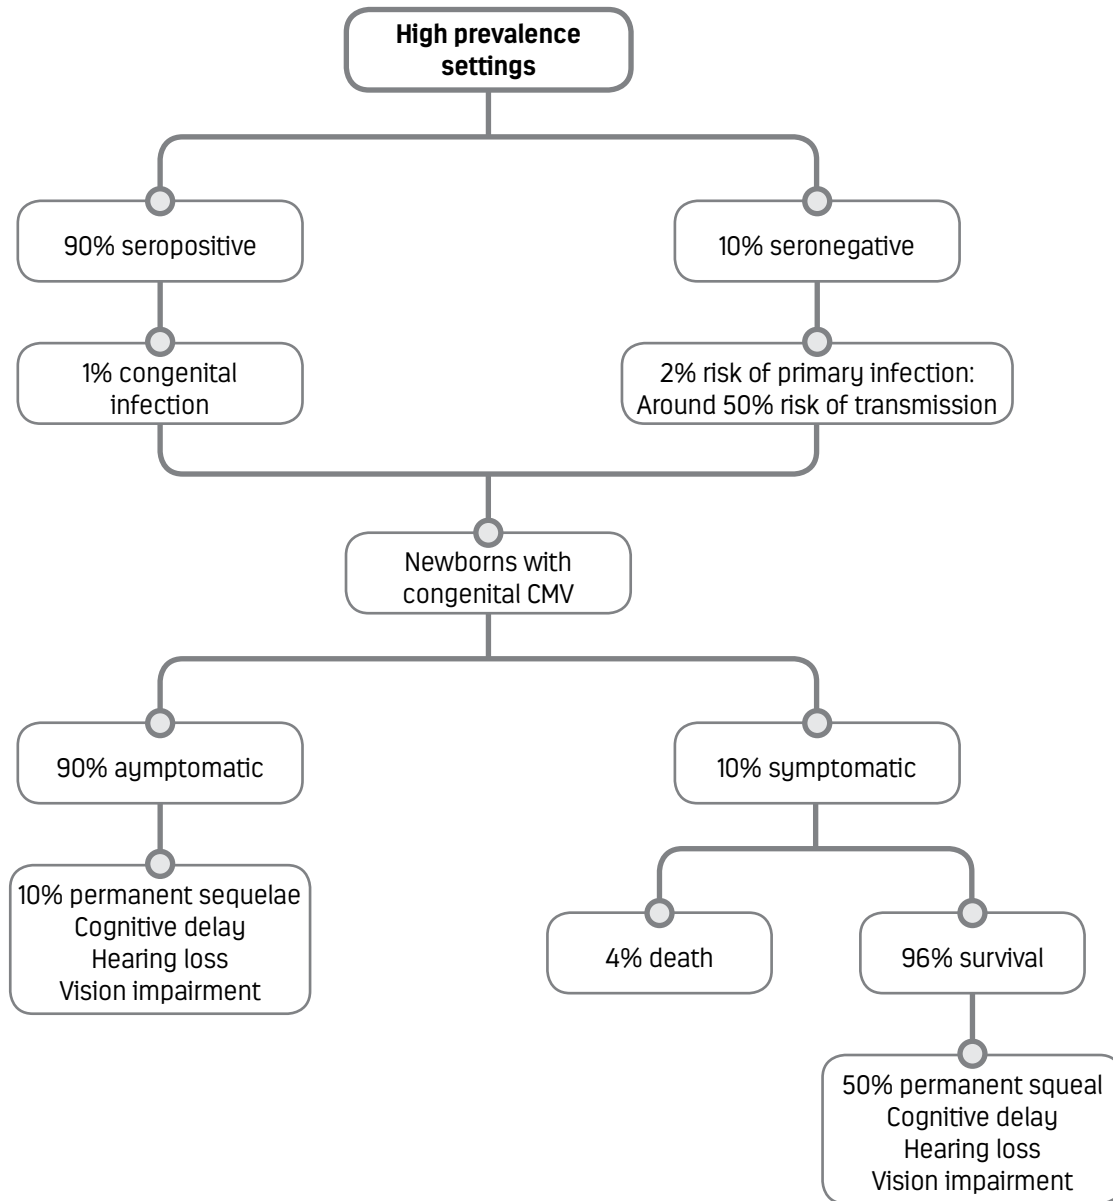 High prevalence
settings
90% seropositive
10% seronegative
1% congenital
infection
2% risk of primary infection:
Around 50% risk of transmission
Newborns with
congenital CMV
90% aymptomatic
10% symptomatic
10% permanent sequelae
Cognitive delay
Hearing loss
Vision impairment
4% death
96% survival
50% permanent squeal
Cognitive delay
Hearing loss
Vision impairment